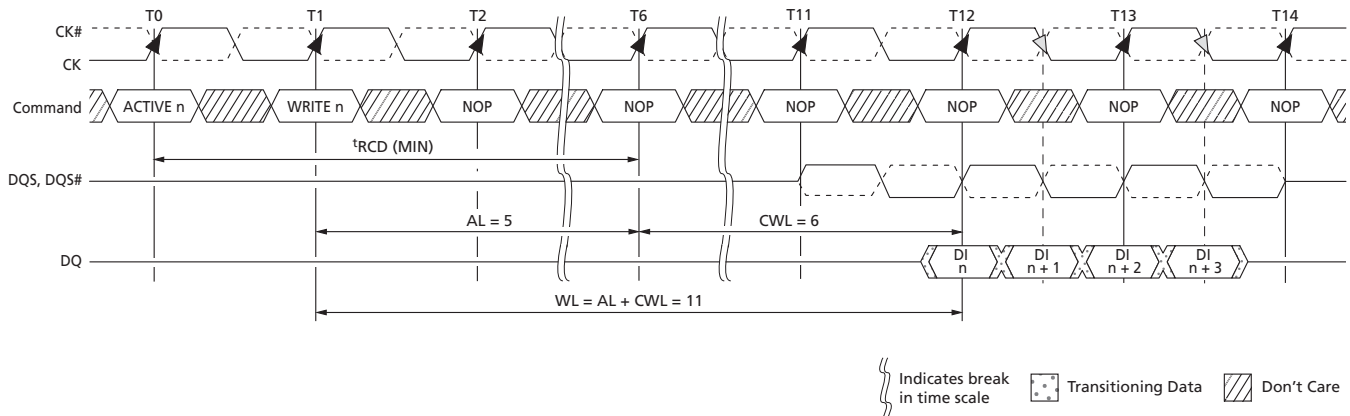 T0 T1 T2 T6 T11 T12 T13 T14
CK#
CK
Command ACTIVE n WRITE n NOP NOP NOP NOP NOP NOP
tRCD (MIN)
DQS, DQS#
AL = 5 CWL = 6
DQ DI n DI n + 1 DI n + 2 DI n + 3
WL = AL + CWL = 11
Indicates break in time scale Transitioning Data Don't Care